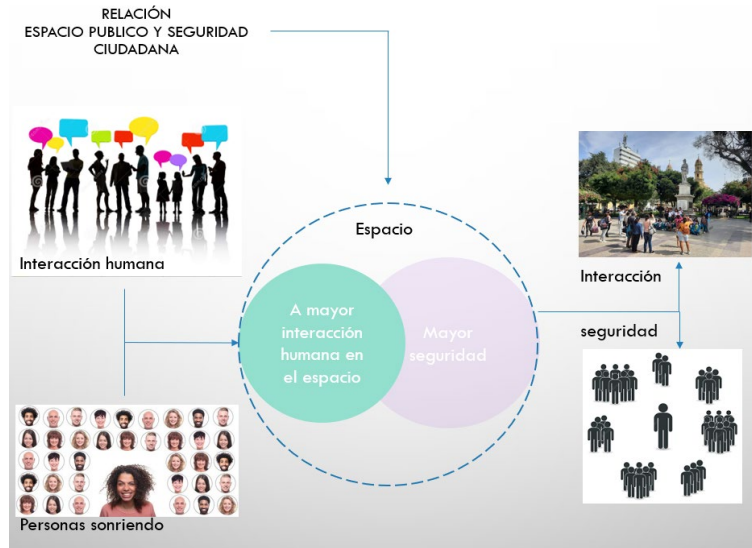 RELACIÓN
ESPACIO PUBLICO Y SEGURIDAD
CIUDADANA
Interacción humana
Espacio
A mayor
interacción
humana en
el espacio
Mayor
seguridad
Interacción
seguridad
Personas sonriendo